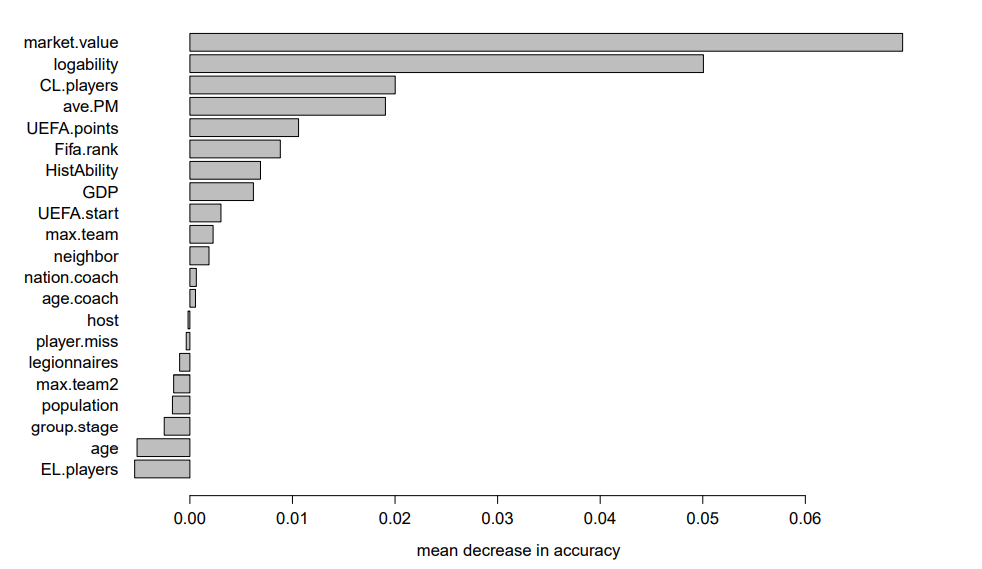 market.value
logability
CL.players
ave.PM
UEFA.points
Fifa.rank
HistAbility
GDP
UEFA.start
max.team
neighbor
nation.coach
age.coach
host
player.miss
legionnaires
max.team2
population
group.stage
age
EL.players
0.00 0.01 0.02 0.03 0.04 0.05 0.06
mean decrease in accuracy